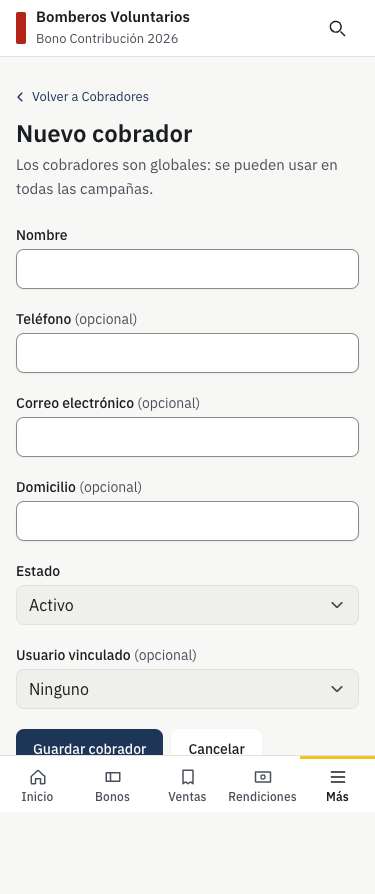 Bomberos Voluntarios
Bono Contribución 2026
Volver a Cobradores
Nuevo cobrador
Los cobradores son globales: se pueden usar en
todas las campañas.
Nombre
Teléfono (opcional)
Correo electrónico (opcional)
Domicilio (opcional)
Estado
Activo
Usuario vinculado (opcional)
Ninguno
Guardar cobrador Cancelar
Inicio Bonos Ventas Rendiciones Más